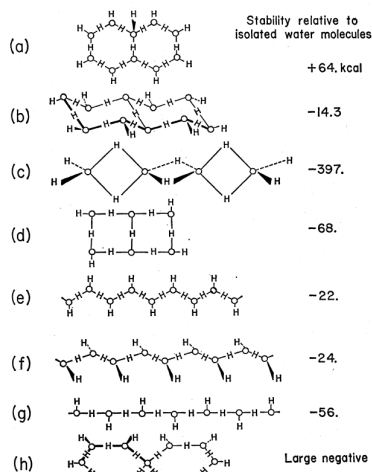 Stability relative to
isolated water molecules
(a)
+64. kcal
(b)
-14.3
(c)
-397.
(d)
-68.
(e)
-22.
(f)
-24.
(g)
-56.
(h)
Large negative